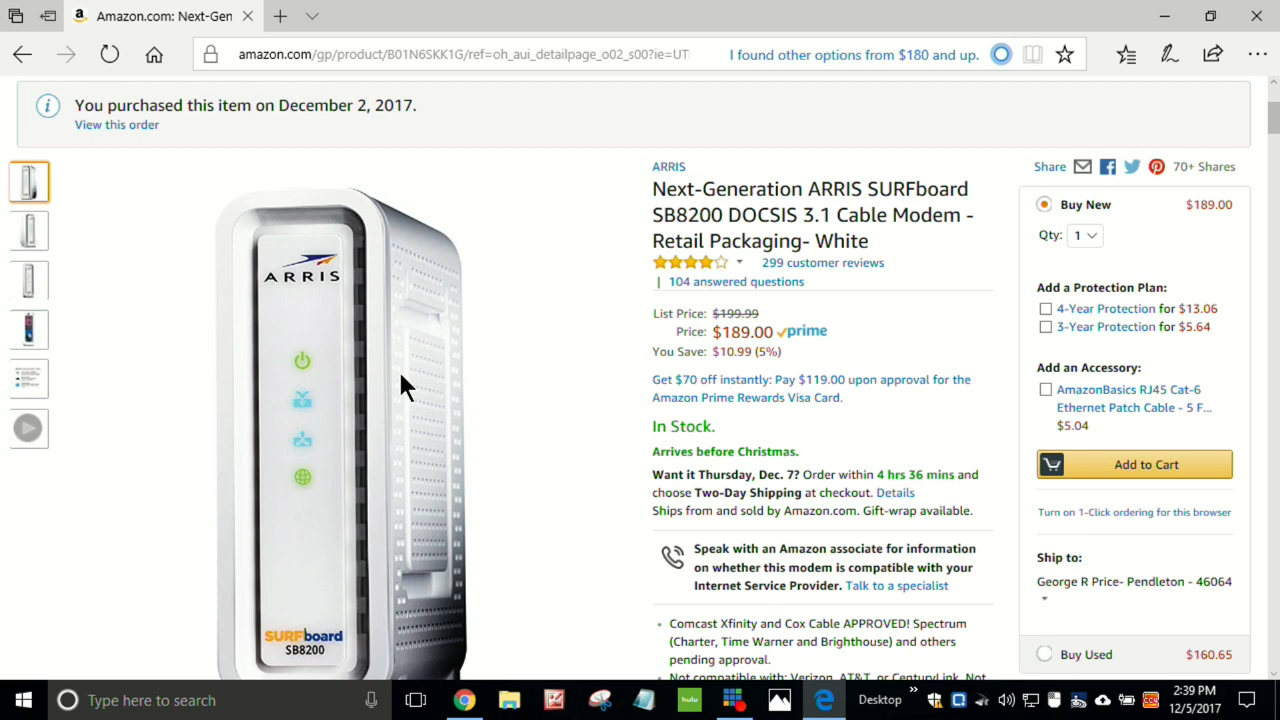 Amazon.com: Next-Gen
amazon.com/gp/product/B01N6SKK1G/ref=oh_aui_detailpage_o02_s00?ie=UT
I found other options from $180 and up.
You purchased this item on December 2, 2017.
View this order
ARRIS
SURFboard
SB8200
ARRIS
Next-Generation ARRIS SURFboard
SB8200 DOCSIS 3.1 Cable Modem -
Retail Packaging- White
299 customer reviews
| 104 answered questions
List Price: $199.99
Price: $189.00 prime
You Save: $10.99 (5%)
Get $70 off instantly: Pay $119.00 upon approval for the
Amazon Prime Rewards Visa Card.
In Stock.
Arrives before Christmas.
Want it Thursday, Dec. 7? Order within 4 hrs 36 mins and
choose Two-Day Shipping at checkout. Details
Ships from and sold by Amazon.com. Gift-wrap available.
Speak with an Amazon associate for information
on whether this modem is compatible with your
Internet Service Provider. Talk to a specialist
• Comcast Xfinity and Cox Cable APPROVED! Spectrum
(Charter, Time Warner and Brighthouse) and others
pending approval.
Not compatible with: Verizon, AT&T, or CenturyLink. Not
Share 70+ Shares
Buy New $189.00
Qty: 1
Add a Protection Plan:
4-Year Protection for $13.06
3-Year Protection for $5.64
Add an Accessory:
AmazonBasics RJ45 Cat-6
Ethernet Patch Cable - 5 F...
$5.04
Add to Cart
Turn on 1-Click ordering for this browser
Ship to:
George R Price- Pendleton - 46064
Buy Used $160.65
Type here to search
hulu
Desktop
2:39 PM
12/5/2017